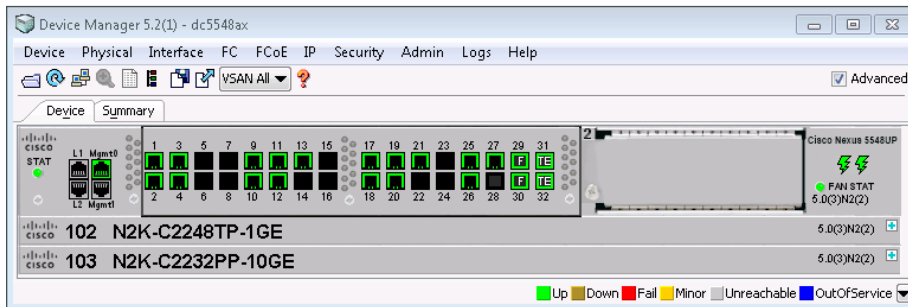 Device Manager 5.2(1) - dc5548ax
Device Physical Interface FC FCoE IP Security Admin Logs Help
VSAN All Advanced
Device Summary
CISCO
STAT
L1 Mgmt0
L2 Mgmt1
1 3 5 7 9 11 13 15 17 19 21 23 25 27 29 31
F TE
F TE
2 4 6 8 10 12 14 16 18 20 22 24 26 28 30 32
2
Cisco Nexus 5548UP
FAN STAT
5.0(3)N2(2)
CISCO 102 N2K-C2248TP-1GE 5.0(3)N2(2)
CISCO 103 N2K-C2232PP-10GE 5.0(3)N2(2)
Up Down Fail Minor Unreachable OutOfService